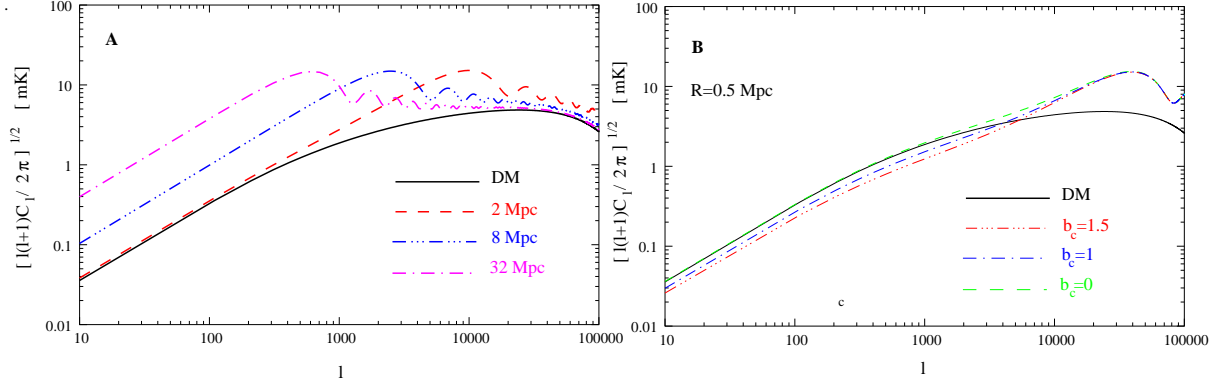 .
A
[ l(l+1)C_l / 2 π ] ^1/2 [ mK]
100
10
1
0.1
0.01
DM
2 Mpc
8 Mpc
32 Mpc
10 100 1000 10000 100000
l
B
R=0.5 Mpc
[ l(l+1)C_l / 2π ] ^1/2 [ mK]
100
10
1
0.1
0.01
DM
b_c=1.5
b_c=1
b_c=0
c
10 100 1000 10000 100000
l